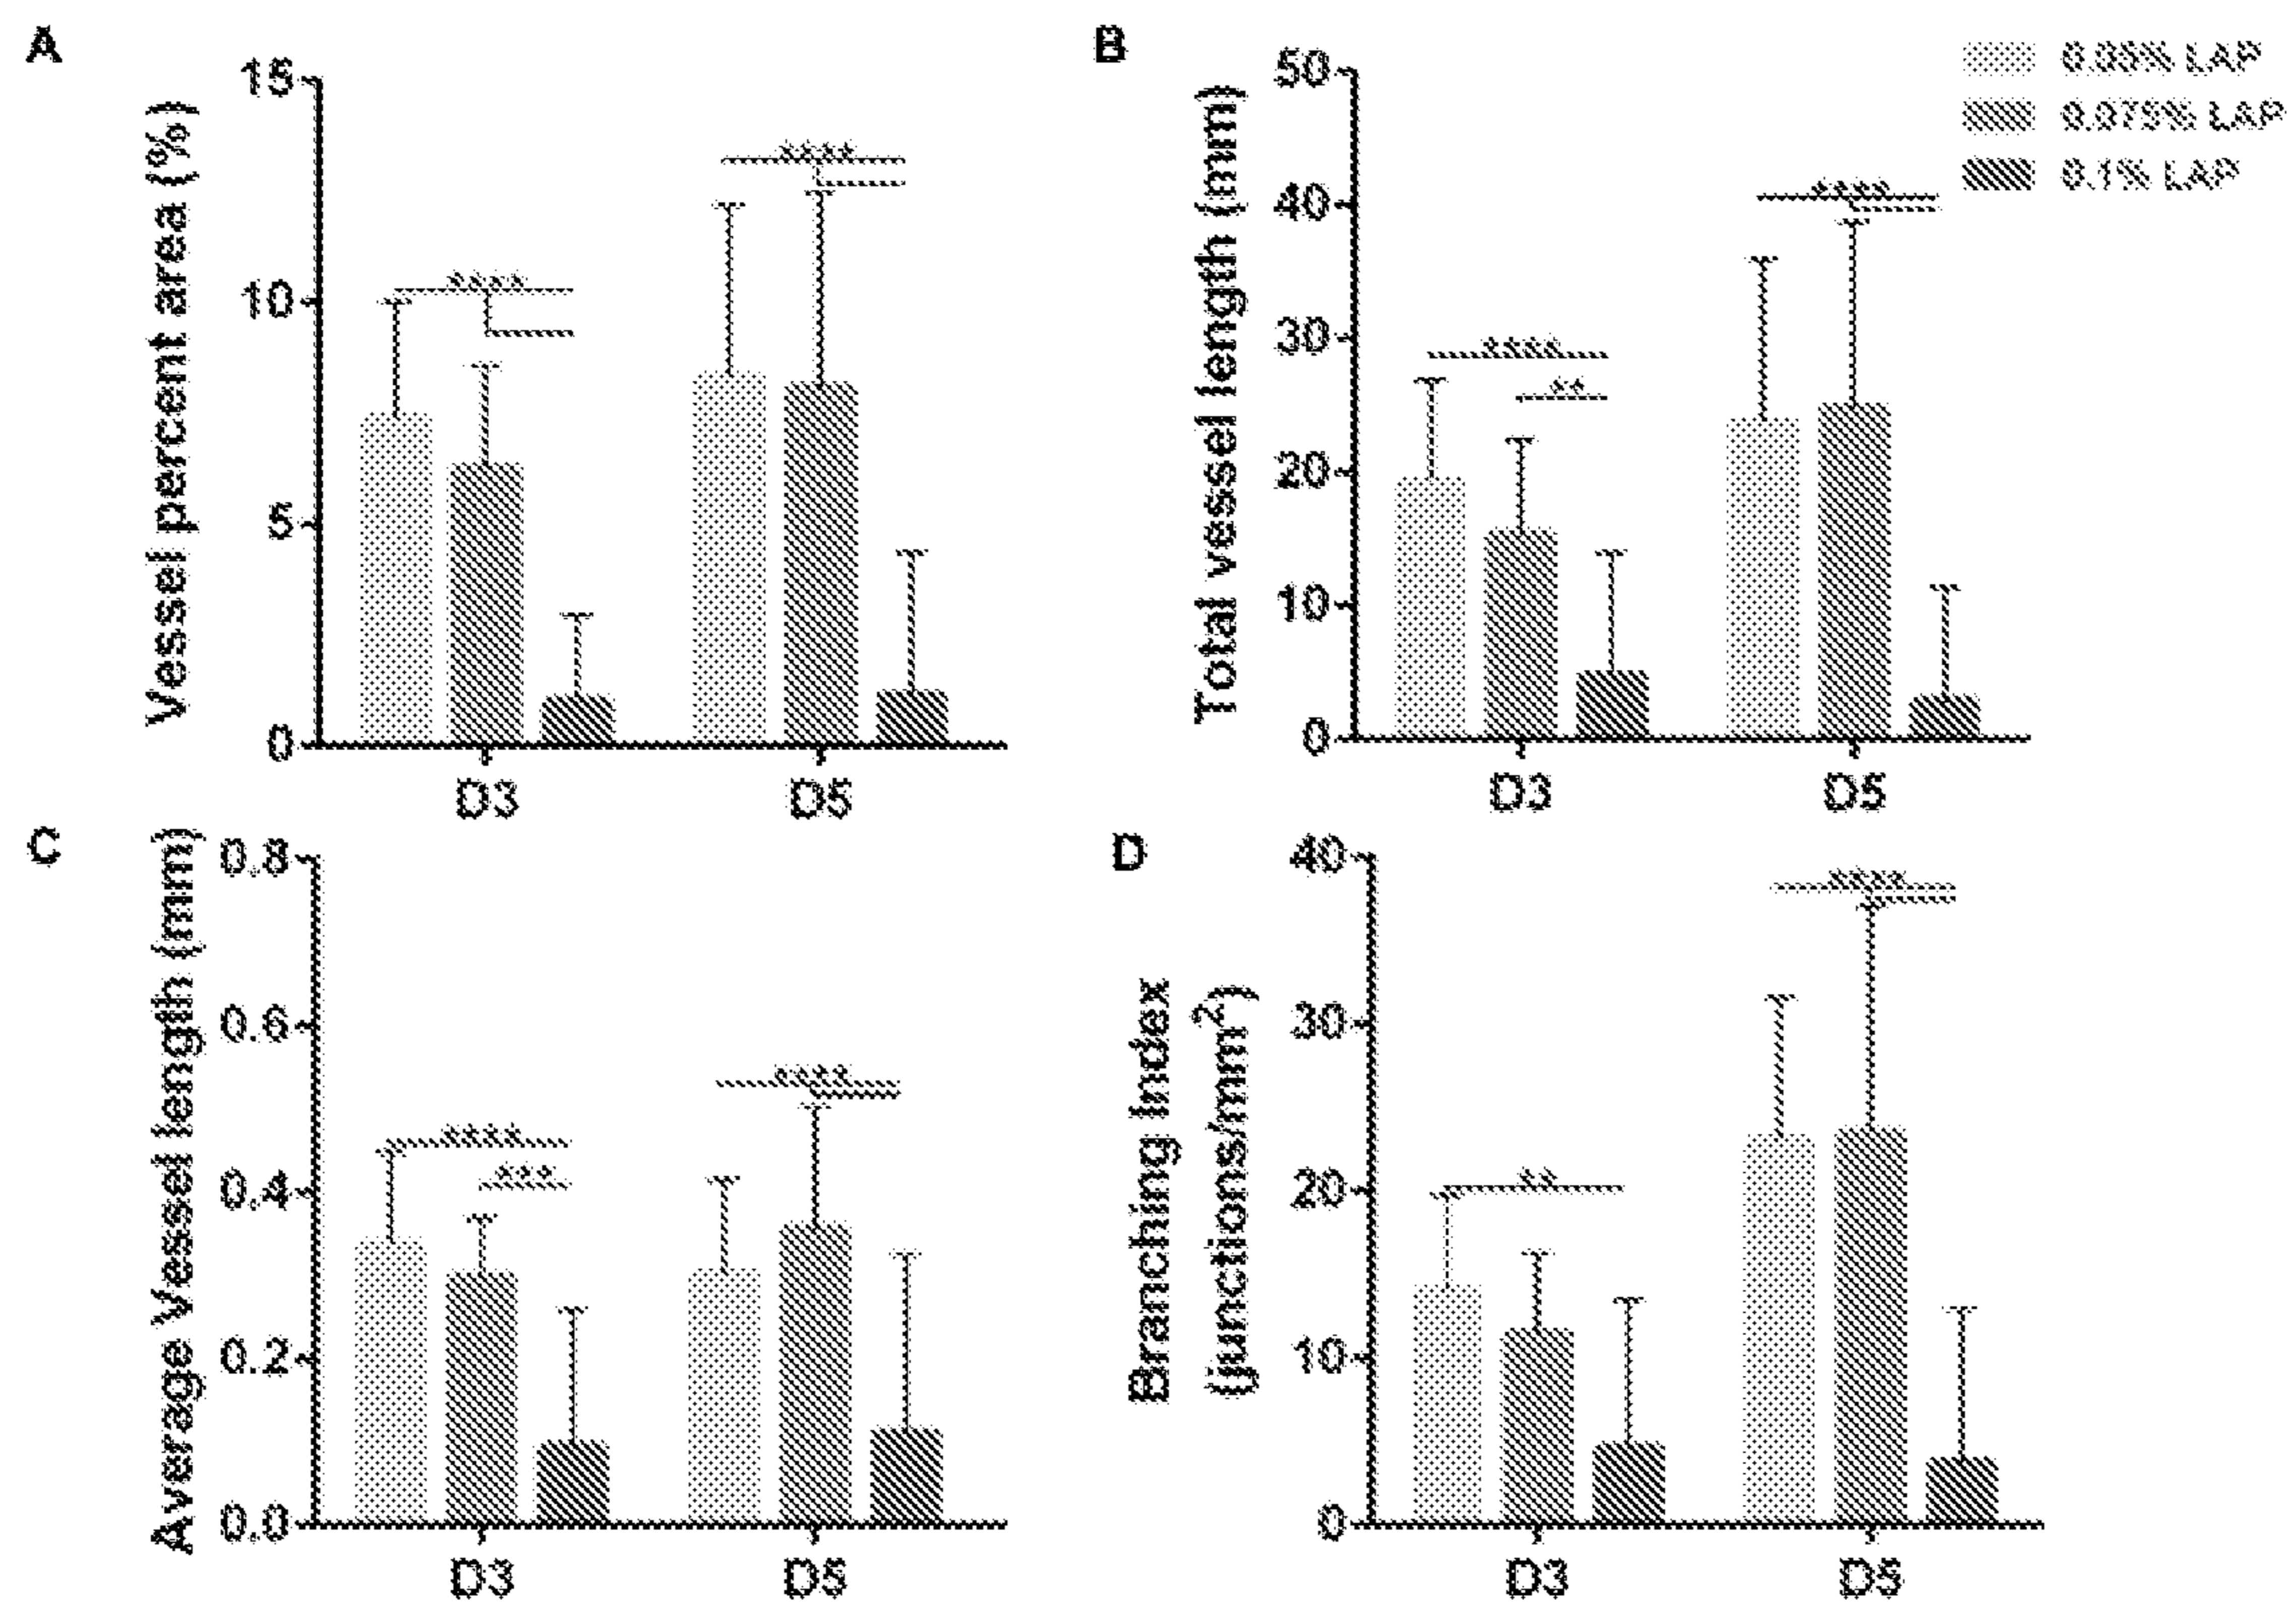 A
Vessel percent area (%)
15
10
5
0
****
****
D3
D5
B
Total vessel length (mm)
50
40
30
20
10
0
****
**
****
D3
D5
0.05% LAP
0.075% LAP
0.1% LAP
C
Average Vessel length (mm)
0.8
0.6
0.4
0.2
0.0
****
***
****
D3
D5
D
Branching Index
(junctions/mm²)
40
30
20
10
0
**
****
D3
D5